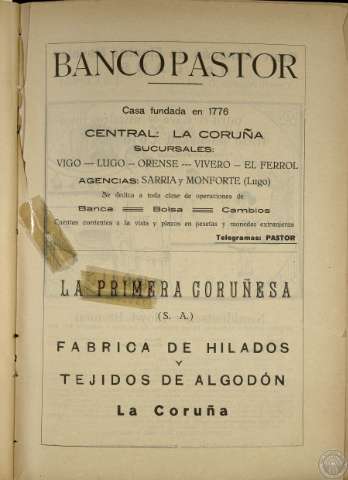 BANCO PASTOR
Casa fundada en 1776
CENTRAL: LA CORUÑA
SUCURSALES:
VIGO --- LUGO - ORENSE --- VIVERO - EL FERROL
AGENCIAS: SARRIA y MONFORTE (Lugo)
Se dedica a toda clase de operaciones de
Banca Bolsa Cambios
Cuentas corrientes a la vista y plazos en pesetas y monedas extranjeras
Telegramas: PASTOR
LA PRIMERA CORUÑESA
(S. A.)
FABRICA DE HILADOS
Y
TEJIDOS DE ALGODÓN
La Coruña